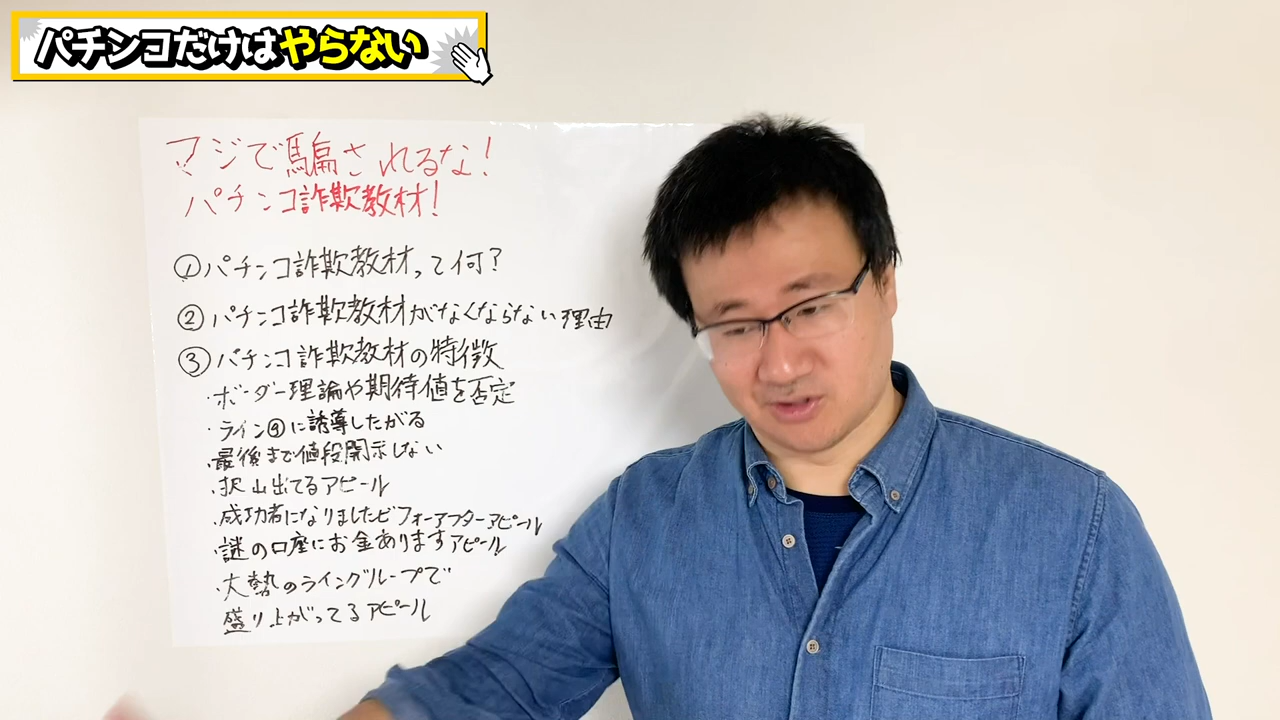 パチンコだけはやらない
マジで騙されるな!
パチンコ詐欺教材!
①パチンコ詐欺教材って何?
②パチンコ詐欺教材がなくならない理由
③パチンコ詐欺教材の特徴
・ボーダー理論や期待値を否定
・ライン@に誘導したがる
・最後まで値段開示しない
・沢山出てるアピール
・成功者になりましたビフォーアフターアピール
・謎の口座にお金ありますアピール
・大勢のライングループで
盛り上がってるアピール